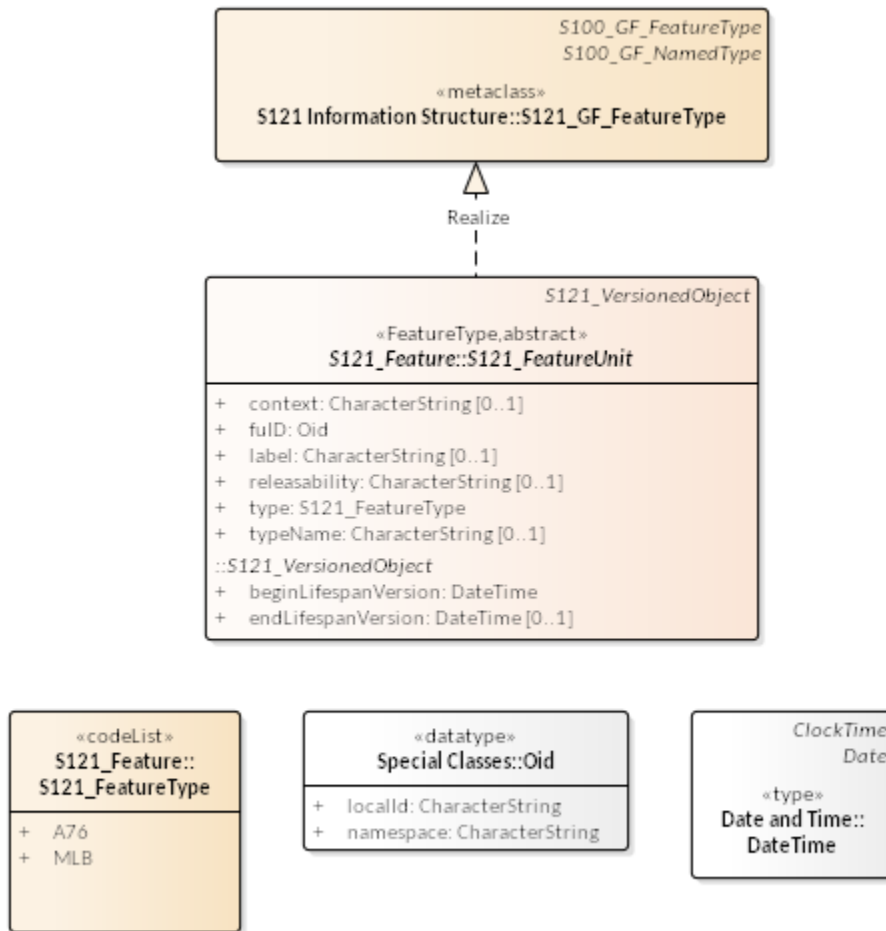 S100_GF_FeatureType
S100_GF_NamedType
«metaclass»
S121 Information Structure::S121_GF_FeatureType
Realize
S121_VersionedObject
«FeatureType,abstract»
S121_Feature::S121_FeatureUnit
+ context: CharacterString [0..1]
+ fuID: Oid
+ label: CharacterString [0..1]
+ releasability: CharacterString [0..1]
+ type: S121_FeatureType
+ typeName: CharacterString [0..1]
::S121_VersionedObject
+ beginLifespanVersion: DateTime
+ endLifespanVersion: DateTime [0..1]
«codeList»
S121_Feature::
S121_FeatureType
+ A76
+ MLB
«datatype»
Special Classes::Oid
+ localId: CharacterString
+ namespace: CharacterString
ClockTime
Date
«type»
Date and Time::
DateTime